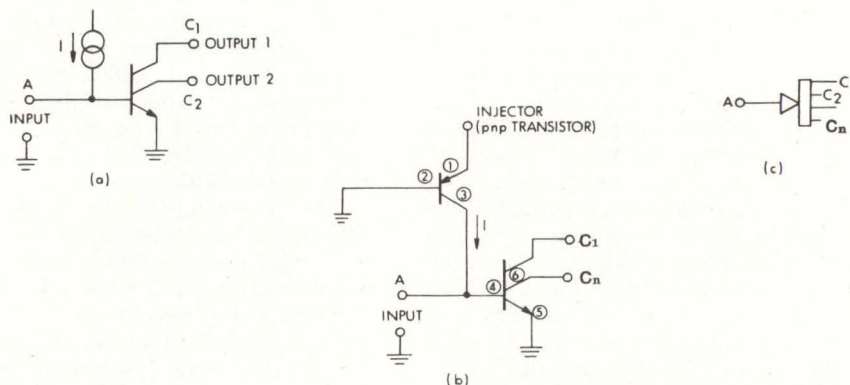 I
C1
OUTPUT 1
OUTPUT 2
C2
A
INPUT
(a)
INJECTOR
(pnp TRANSISTOR)
①
②
③
I
C1
⑥
Cn
A
④
INPUT
⑤
(b)
C
C2
A
Cn
(c)